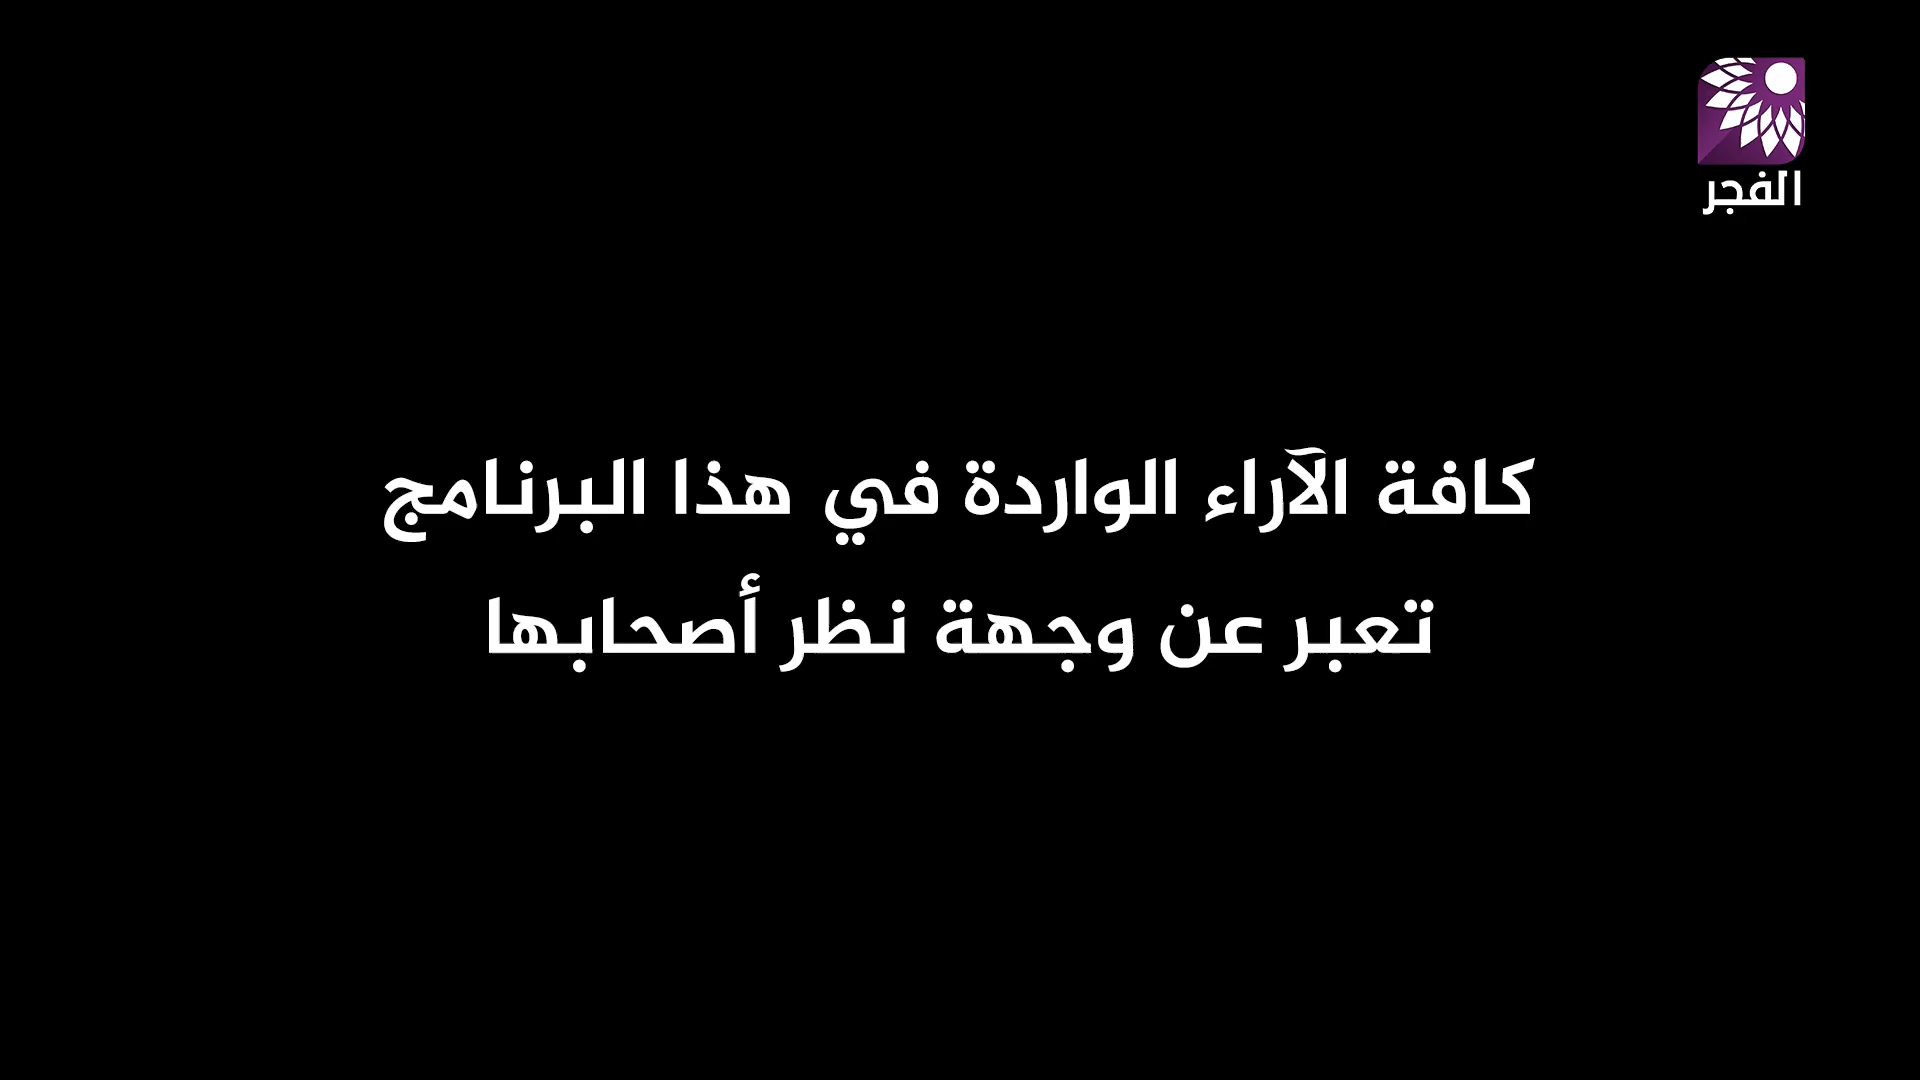 الفجر
كافة الآراء الواردة في هذا البرنامج
تعبر عن وجهة نظر أصحابها